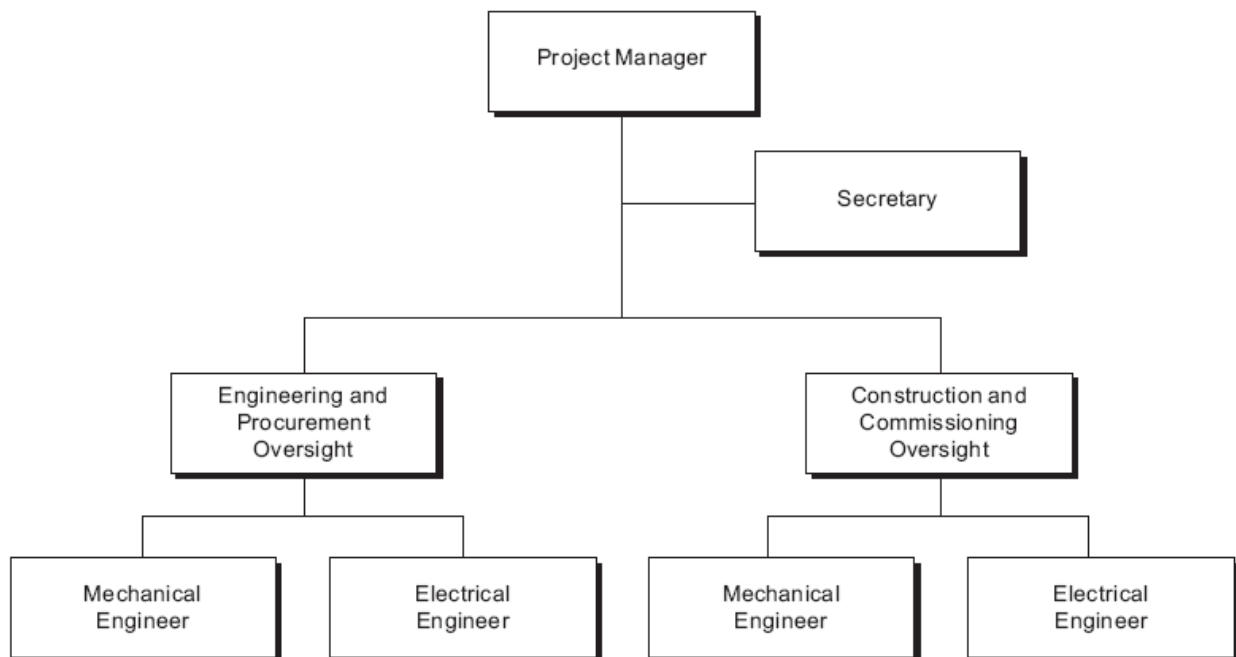 Project Manager
Secretary
Engineering and
Procurement
Oversight
Construction and
Commissioning
Oversight
Mechanical
Engineer
Electrical
Engineer
Mechanical
Engineer
Electrical
Engineer